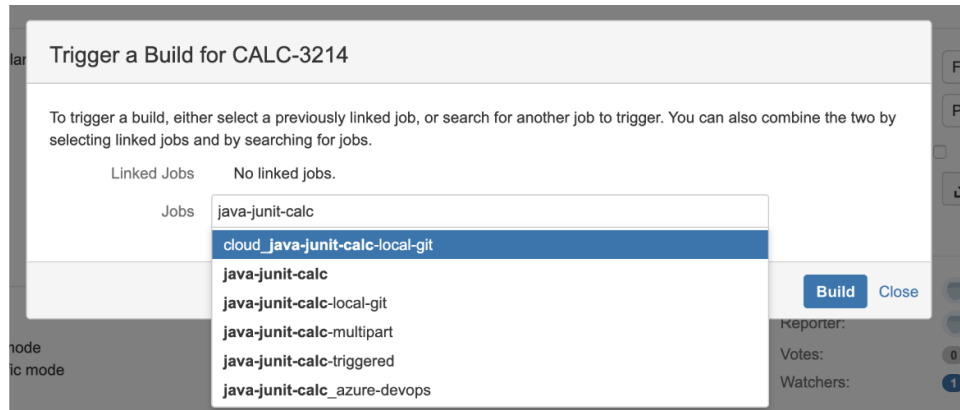 Trigger a Build for CALC-3214
To trigger a build, either select a previously linked job, or search for another job to trigger. You can also combine the two by
selecting linked jobs and by searching for jobs.
Linked Jobs No linked jobs.
Jobs java-junit-calc
cloud_java-junit-calc-local-git
java-junit-calc
java-junit-calc-local-git
java-junit-calc-multipart
java-junit-calc-triggered
java-junit-calc_azure-devops
Build Close
Reporter:
Votes: 0
Watchers: 1
mode
mode